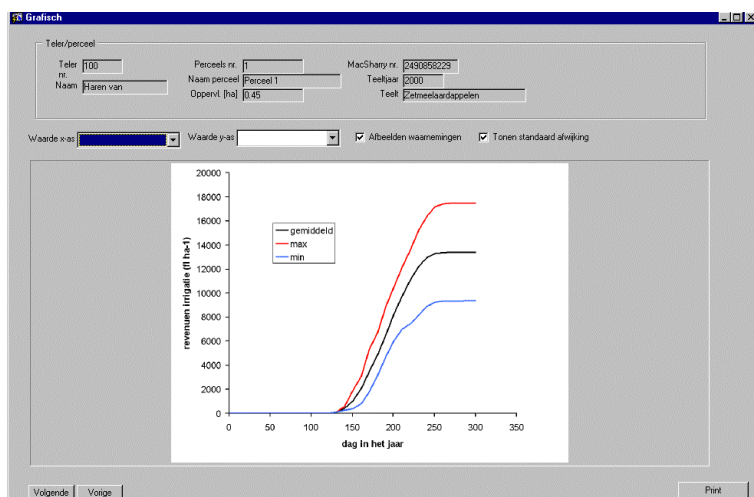 Grafisch
Teler/perceel
Teler nr. 100
Perceels nr. 1
MacSharry nr. 2490858229
Naam perceel Perceel 1
Teeltjaar 2000
Naam Haren van
Oppervl. [ha] 0.45
Teelt Zetmeelaardappelen
Waarde x-as
Waarde y-as
Afbeelden waarnemingen
Tonen standaard afwijking
20000
18000
16000
14000
12000
10000
8000
6000
4000
2000
0
revenuen irrigatie (fl ha-1)
gemiddeld
max
min
0 50 100 150 200 250 300 350
dag in het jaar
Volgende Vorige Print